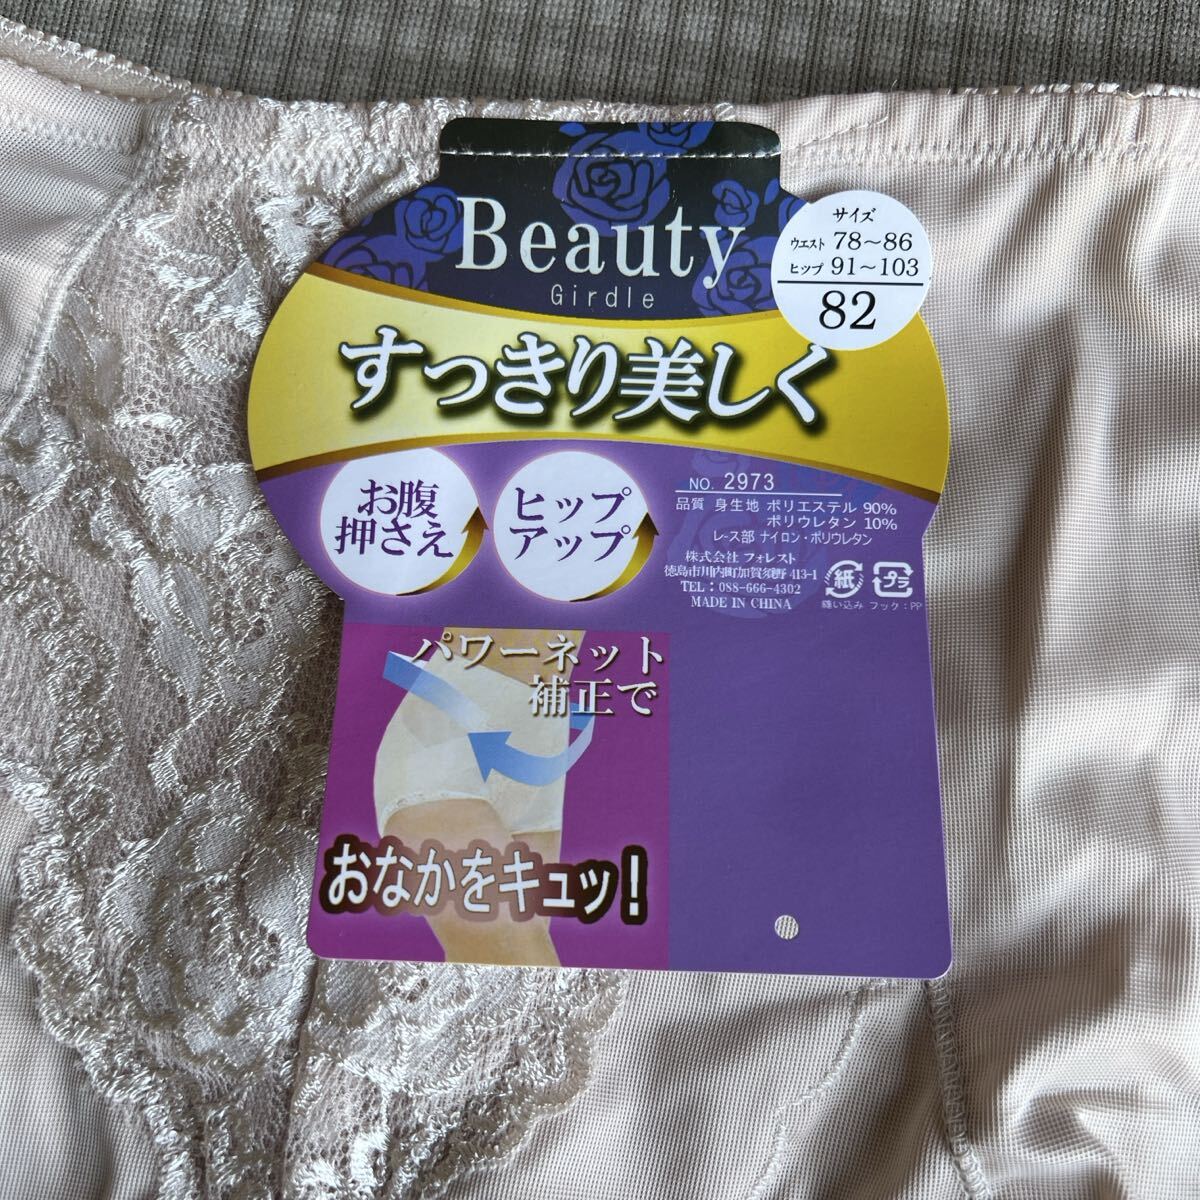 Beauty
Girdle
サイズ
ウエスト 78～86
ヒップ 91～103
82
すっきり美しく
お腹
押さえ
ヒップ
アップ
NO. 2973
品質 身生地 ポリエステル 90%
ポリウレタン 10%
レース部 ナイロン・ポリウレタン
株式会社 フォレスト
徳島市川内町加賀須野 413-1
TEL：088-666-4302
MADE IN CHINA
紙
プラ
縫い込み フック：PP
パワーネット
補正で
おなかをキュッ！